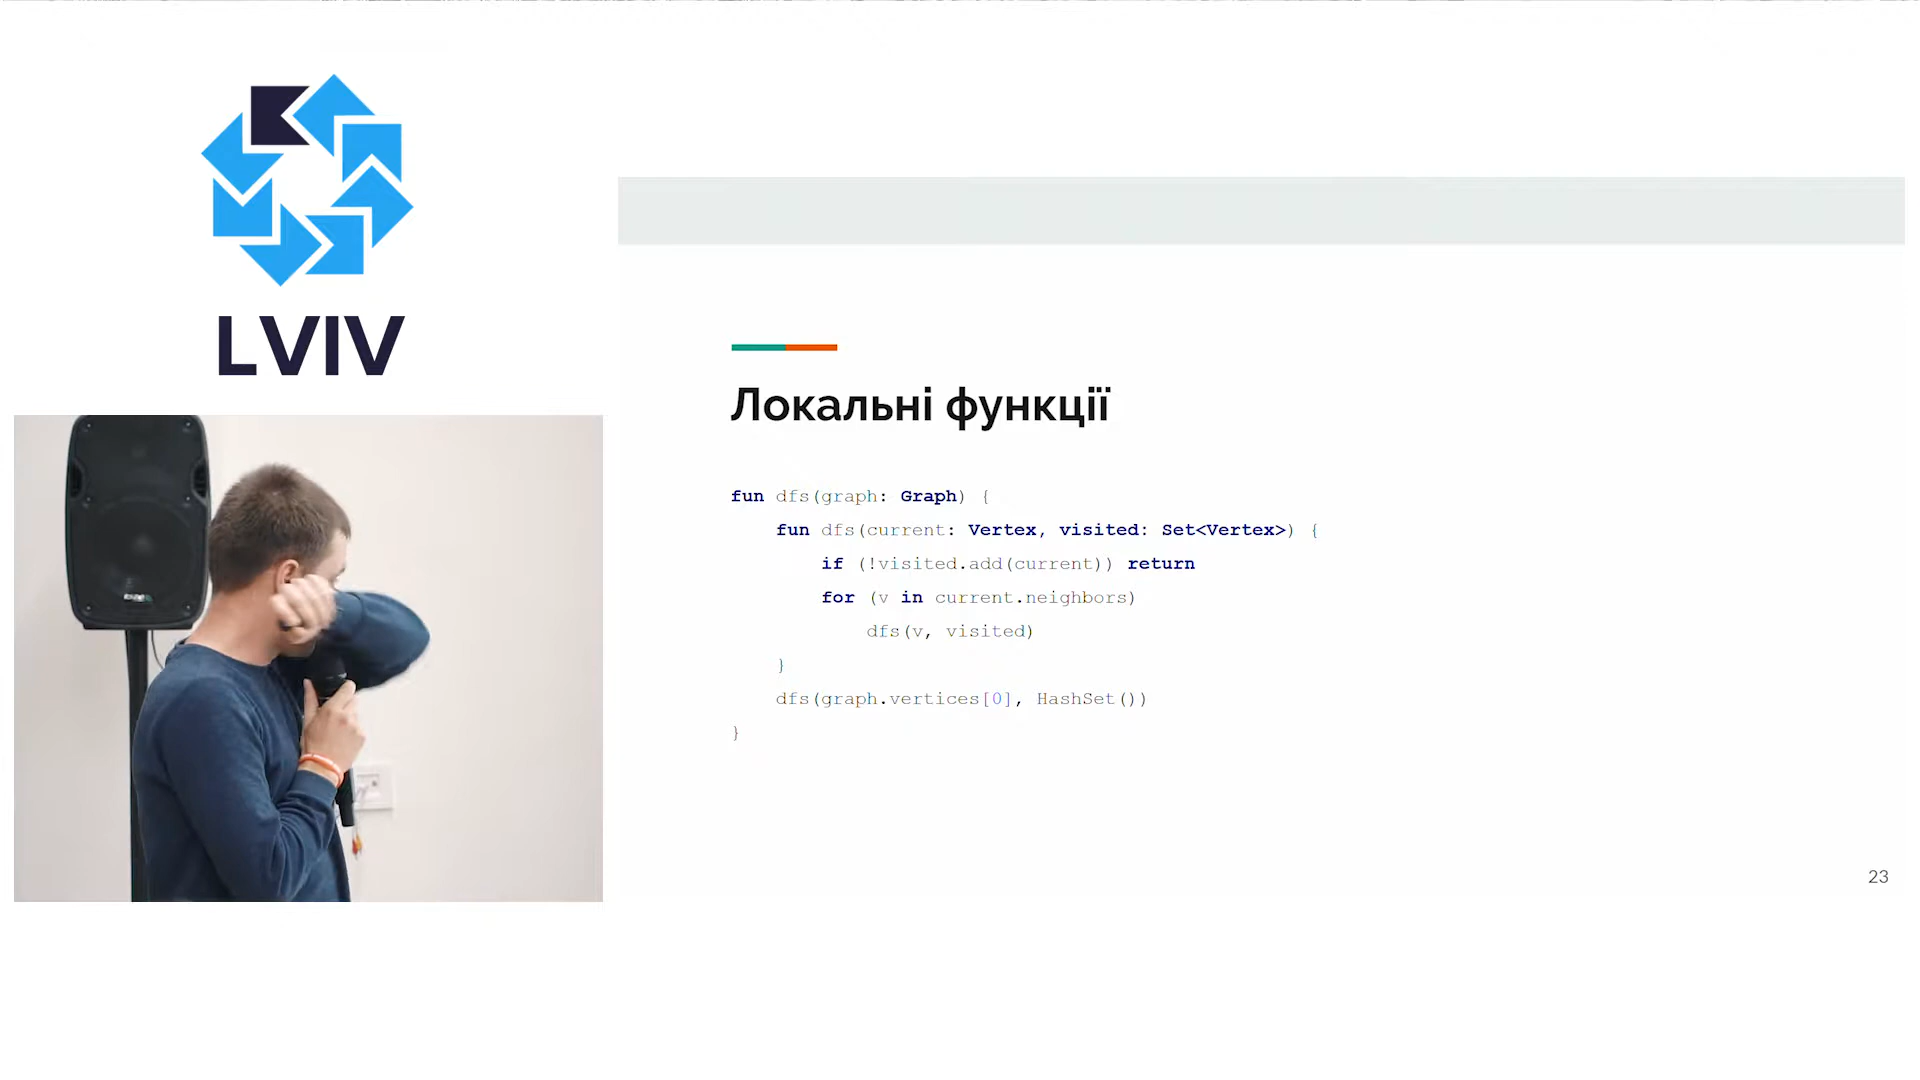 LVIV
Локальні функції
fun dfs(graph: Graph) {
    fun dfs(current: Vertex, visited: Set<Vertex>) {
        if (!visited.add(current)) return
        for (v in current.neighbors)
            dfs(v, visited)
    }
    dfs(graph.vertices[0], HashSet())
}
23